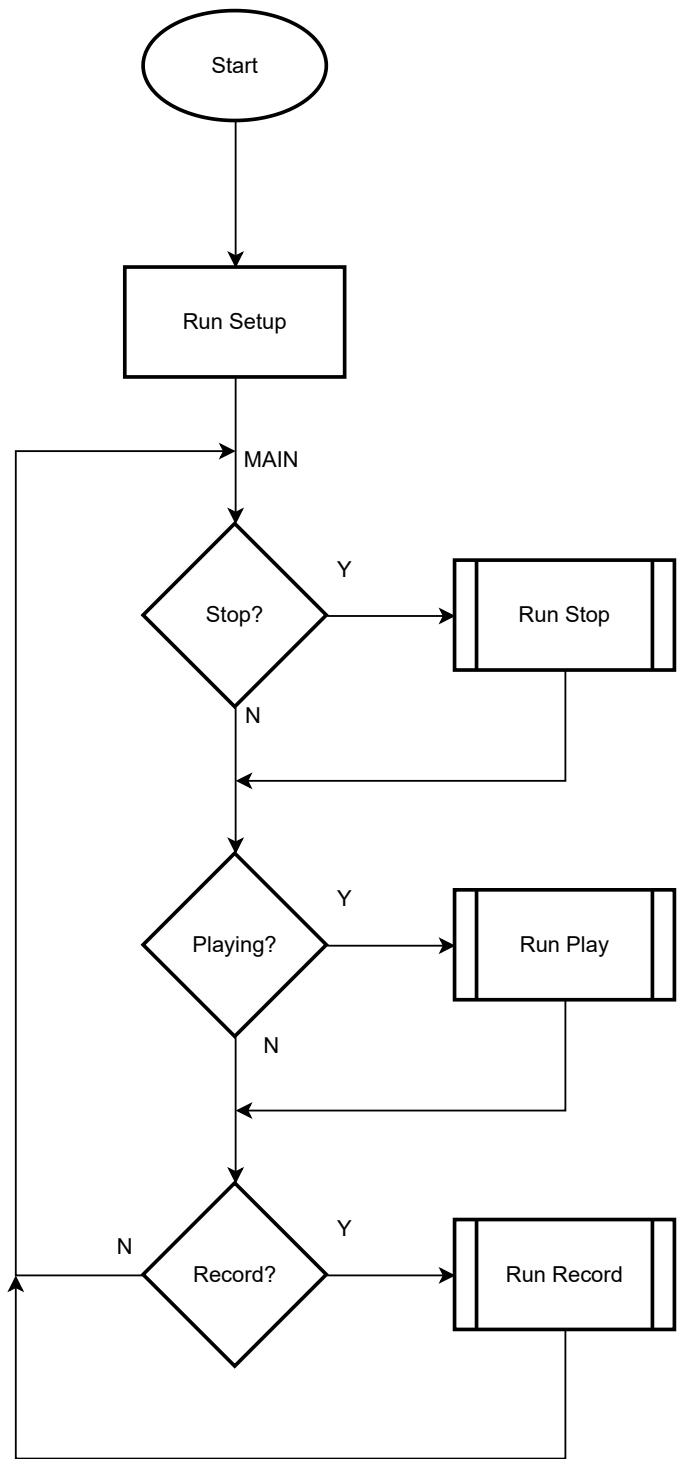 Start
Run Setup
MAIN
Y
Stop?
Run Stop
N
Y
Playing?
Run Play
N
Y
N
Record?
Run Record